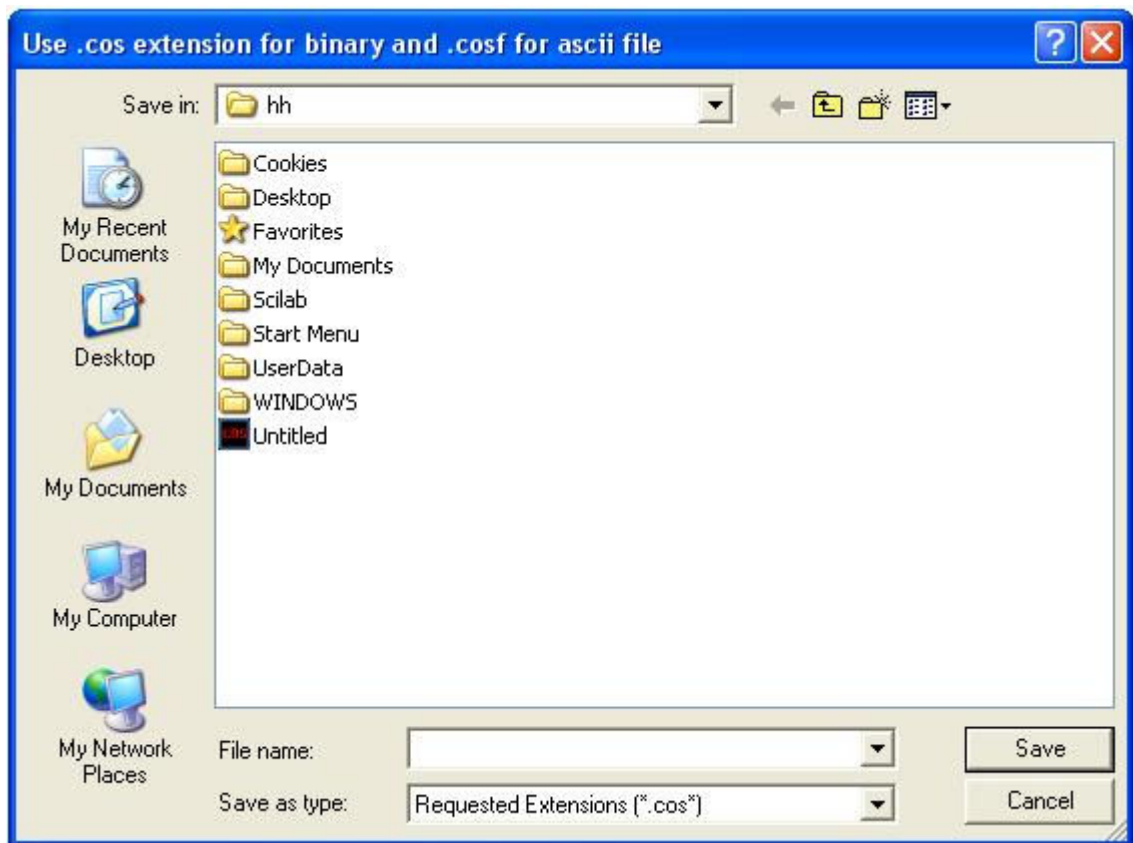 Use .cos extension for binary and .cosf for ascii file
Save in:
hh
My Recent
Documents
Desktop
My Documents
My Computer
My Network
Places
Cookies
Desktop
Favorites
My Documents
Scilab
Start Menu
UserData
WINDOWS
cos
Untitled
File name:
Save
Save as type:
Requested Extensions (*.cos*)
Cancel